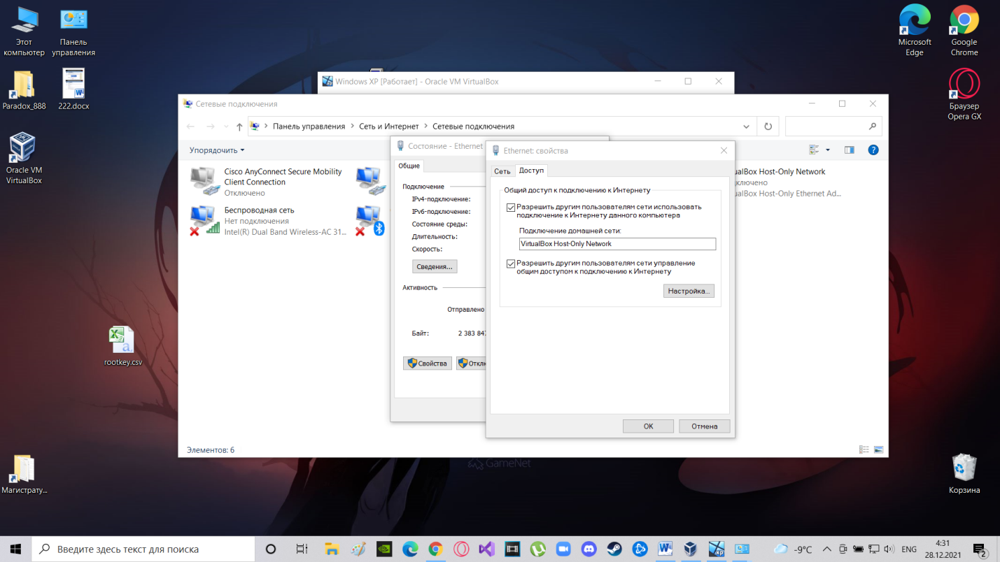 Этот
компьютер
Панель
управления
Microsoft
Edge
Google
Chrome
Paradox_888
222.docx
Браузер
Opera GX
Oracle VM
VirtualBox
rootkey.csv
Магистрату...
Корзина
Windows XP [Работает] - Oracle VM VirtualBox
Сетевые подключения
Панель управления
Сеть и Интернет
Сетевые подключения
Упорядочить
Cisco AnyConnect Secure Mobility
Client Connection
Отключено
Беспроводная сеть
Нет подключения
Intel(R) Dual Band Wireless-AC 31...
ualBox Host-Only Network
ключено
ualBox Host-Only Ethernet Ad...
Элементов: 6
Состояние - Ethernet
Общие
Подключение
IPv4-подключение:
IPv6-подключение:
Состояние среды:
Длительность:
Скорость:
Сведения...
Активность
Отправлено
Байт:
2 383 847
Свойства
Отклю
Ethernet: свойства
Сеть
Доступ
Общий доступ к подключению к Интернету
Разрешить другим пользователям сети использовать
подключение к Интернету данного компьютера
Подключение домашней сети:
VirtualBox Host-Only Network
Разрешить другим пользователям сети управление
общим доступом к подключению к Интернету
Настройка...
OK
Отмена
GameNet
Введите здесь текст для поиска
-9°C
ENG
4:31
28.12.2021
2